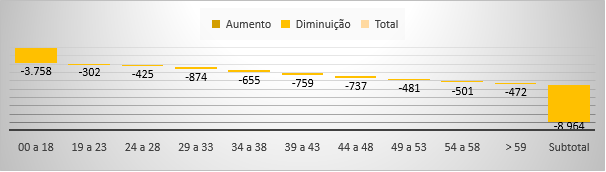 Aumento Diminuição Total
-3.758 -302 -425 -874 -655 -759 -737 -481 -501 -472 -8.964
00 a 18 19 a 23 24 a 28 29 a 33 34 a 38 39 a 43 44 a 48 49 a 53 54 a 58 > 59 Subtotal